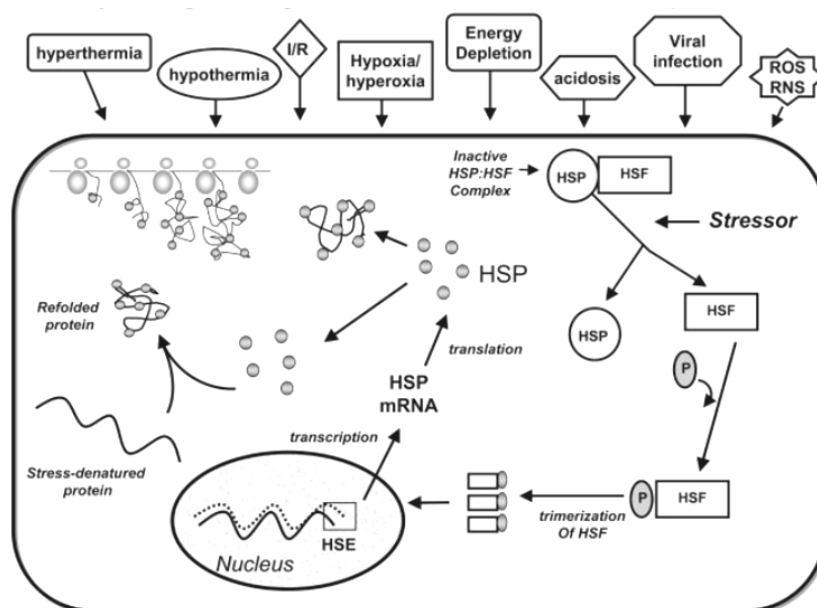 hyperthermia
hypothermia
I/R
Hypoxia/
hyperoxia
Energy
Depletion
acidosis
Viral
infection
ROS
RNS
Inactive
HSP:HSF
Complex
HSP
HSF
Stressor
HSP
HSF
HSP
Refolded
protein
translation
P
HSP
mRNA
transcription
Stress-denatured
protein
P
HSF
trimerization
Of HSF
HSE
Nucleus